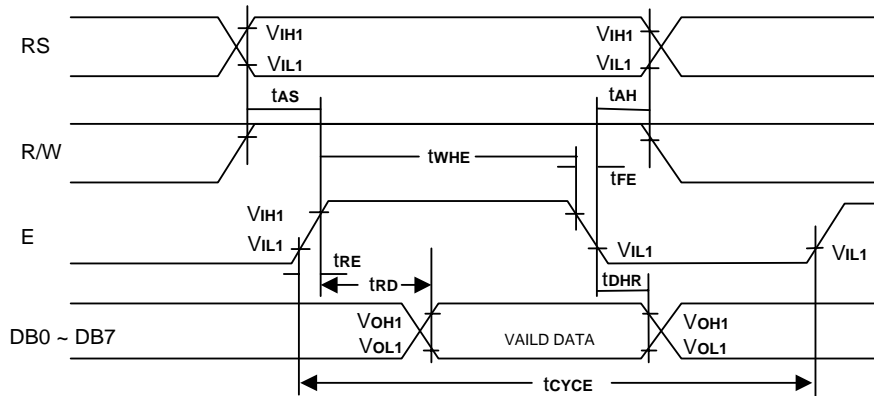 RS
VIH1
VIL1
VIH1
VIL1
tAS
tAH
R/W
tWHE
tFE
E
VIH1
VIL1
VIL1
VIL1
tRE
tRD
tDHR
DB0 ~ DB7
VOH1
VOL1
VAILD DATA
VOH1
VOL1
tCYCE